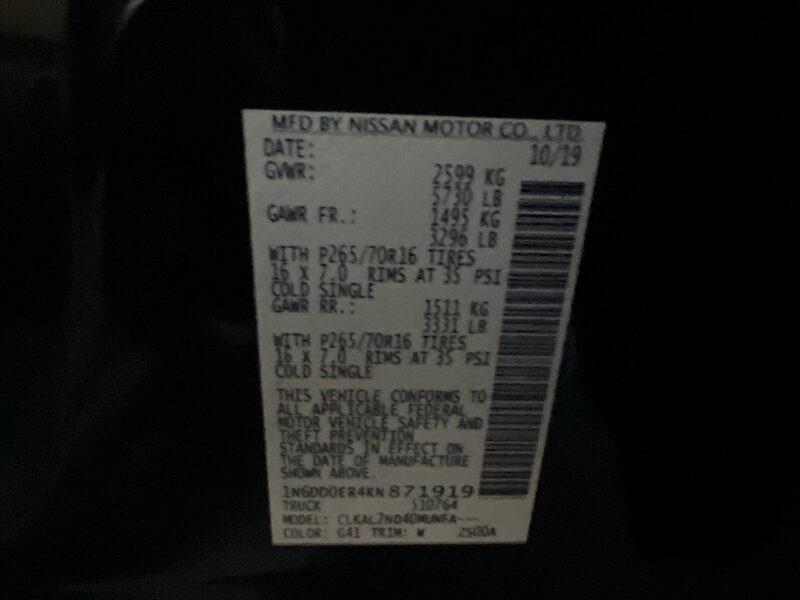 MFD BY NISSAN MOTOR CO., LTD.
DATE: 10/19
GVWR: 2599 KG
5730 LB
GAWR FR.: 1495 KG
3296 LB
WITH P265/70R16 TIRES
16 X 7.0 RIMS AT 35 PSI
COLD SINGLE
GAWR RR.: 1511 KG
3331 LB
WITH P265/70R16 TIRES
16 X 7.0 RIMS AT 35 PSI
COLD SINGLE
THIS VEHICLE CONFORMS TO
ALL APPLICABLE FEDERAL
MOTOR VEHICLE SAFETY AND
THEFT PREVENTION
STANDARDS IN EFFECT ON
THE DATE OF MANUFACTURE
SHOWN ABOVE.
1N6DD0ER4KN871919
TRUCK 510764
MODEL: CLKAL2ND40MUNFA---
COLOR: G41 TRIM: W 2500A